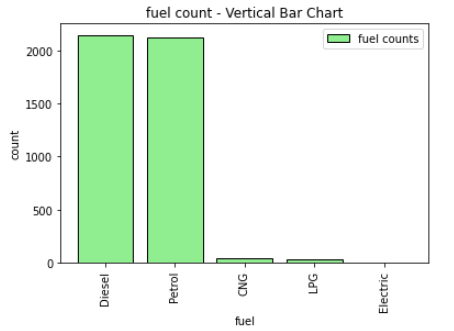 fuel count - Vertical Bar Chart
fuel counts
2000
1500
1000
500
0
count
Diesel
Petrol
CNG
LPG
Electric
fuel